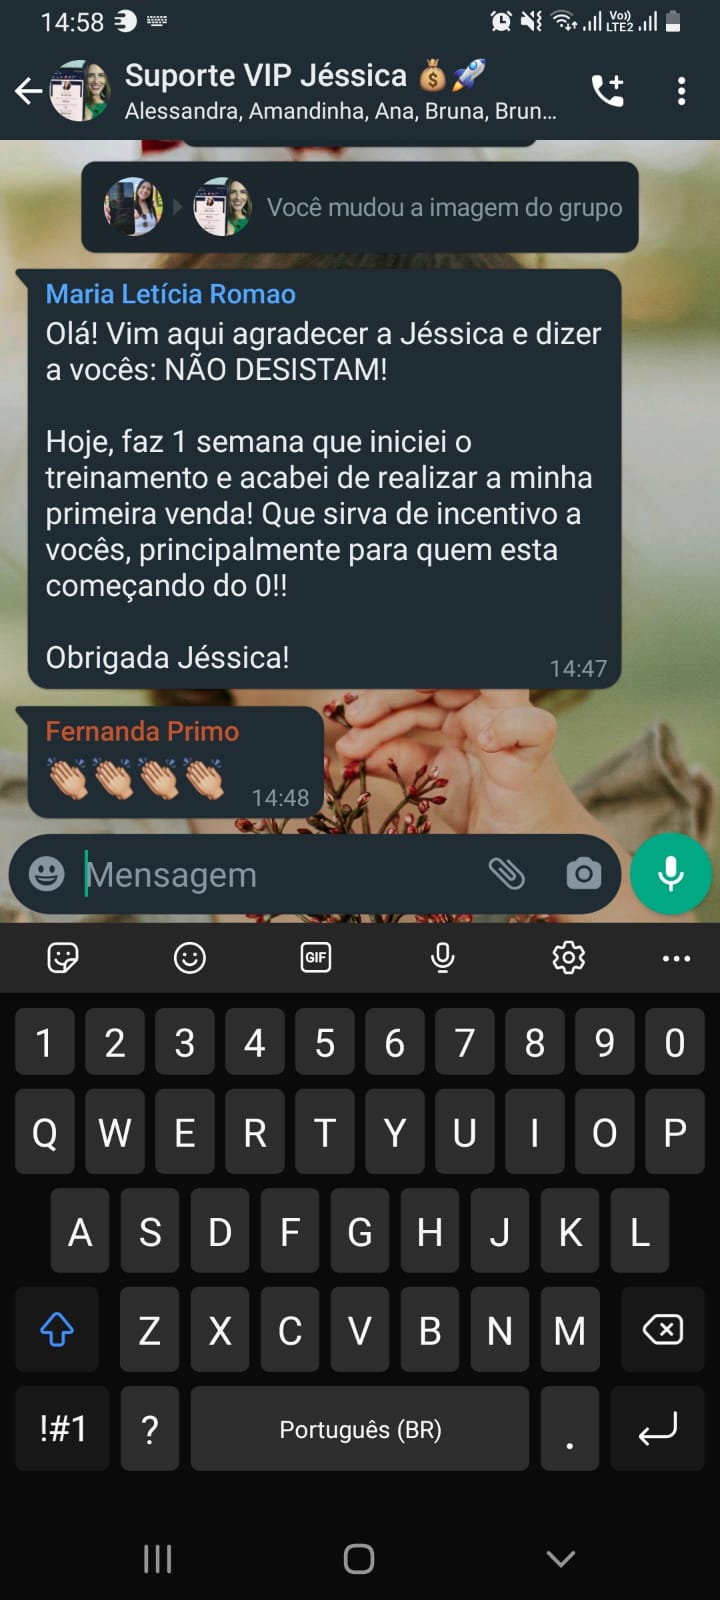 14:58
Vo))
LTE2
Suporte VIP Jéssica 💰🚀
Alessandra, Amandinha, Ana, Bruna, Brun...
Você mudou a imagem do grupo
Maria Letícia Romao
Olá! Vim aqui agradecer a Jéssica e dizer
a vocês: NÃO DESISTAM!
Hoje, faz 1 semana que iniciei o
treinamento e acabei de realizar a minha
primeira venda! Que sirva de incentivo a
vocês, principalmente para quem esta
começando do 0!!
Obrigada Jéssica!
14:47
Fernanda Primo
👏🏼👏🏼👏🏼👏🏼
14:48
Mensagem
GIF
1 2 3 4 5 6 7 8 9 0
Q W E R T Y U I O P
A S D F G H J K L
Z X C V B N M
!#1 ? Português (BR) .